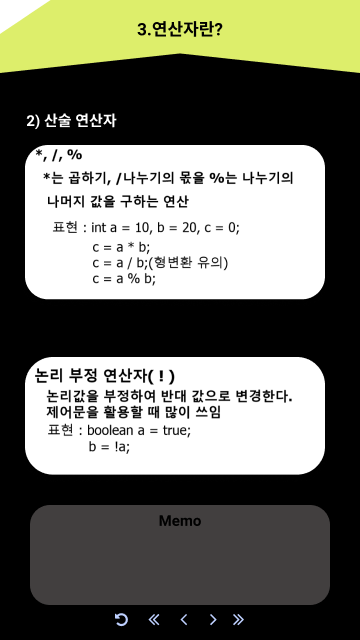 3.연산자란?
2) 산술 연산자
*, /, %
*는 곱하기, /나누기의 몫을 %는 나누기의
나머지 값을 구하는 연산
표현 : int a = 10, b = 20, c = 0;
c = a * b;
c = a / b;(형변환 유의)
c = a % b;
논리 부정 연산자( ! )
논리값을 부정하여 반대 값으로 변경한다.
제어문을 활용할 때 많이 쓰임
표현 : boolean a = true;
b = !a;
Memo